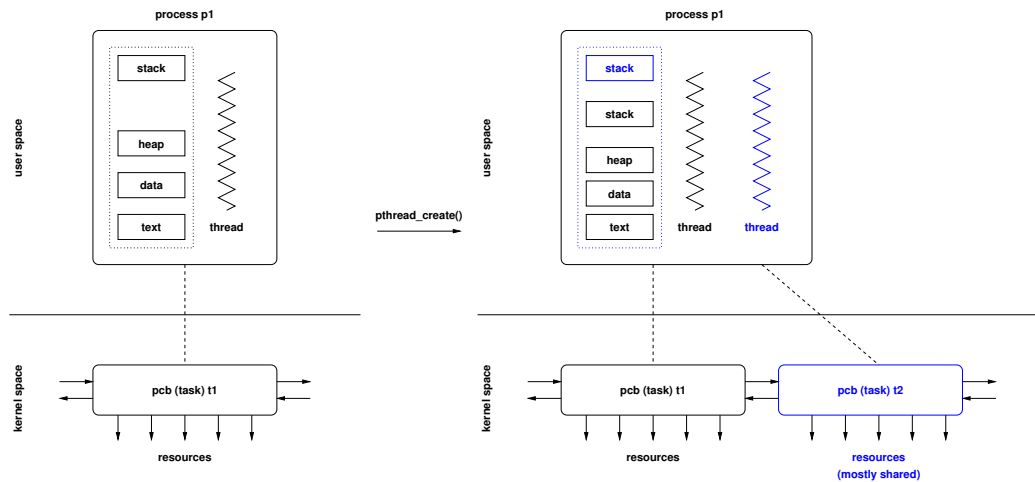 process p1
stack
heap
data
text
thread
user space
pthread_create()
process p1
stack
stack
heap
data
text
thread
thread
user space
kernel space
pcb (task) t1
resources
kernel space
pcb (task) t1
pcb (task) t2
resources
resources
(mostly shared)